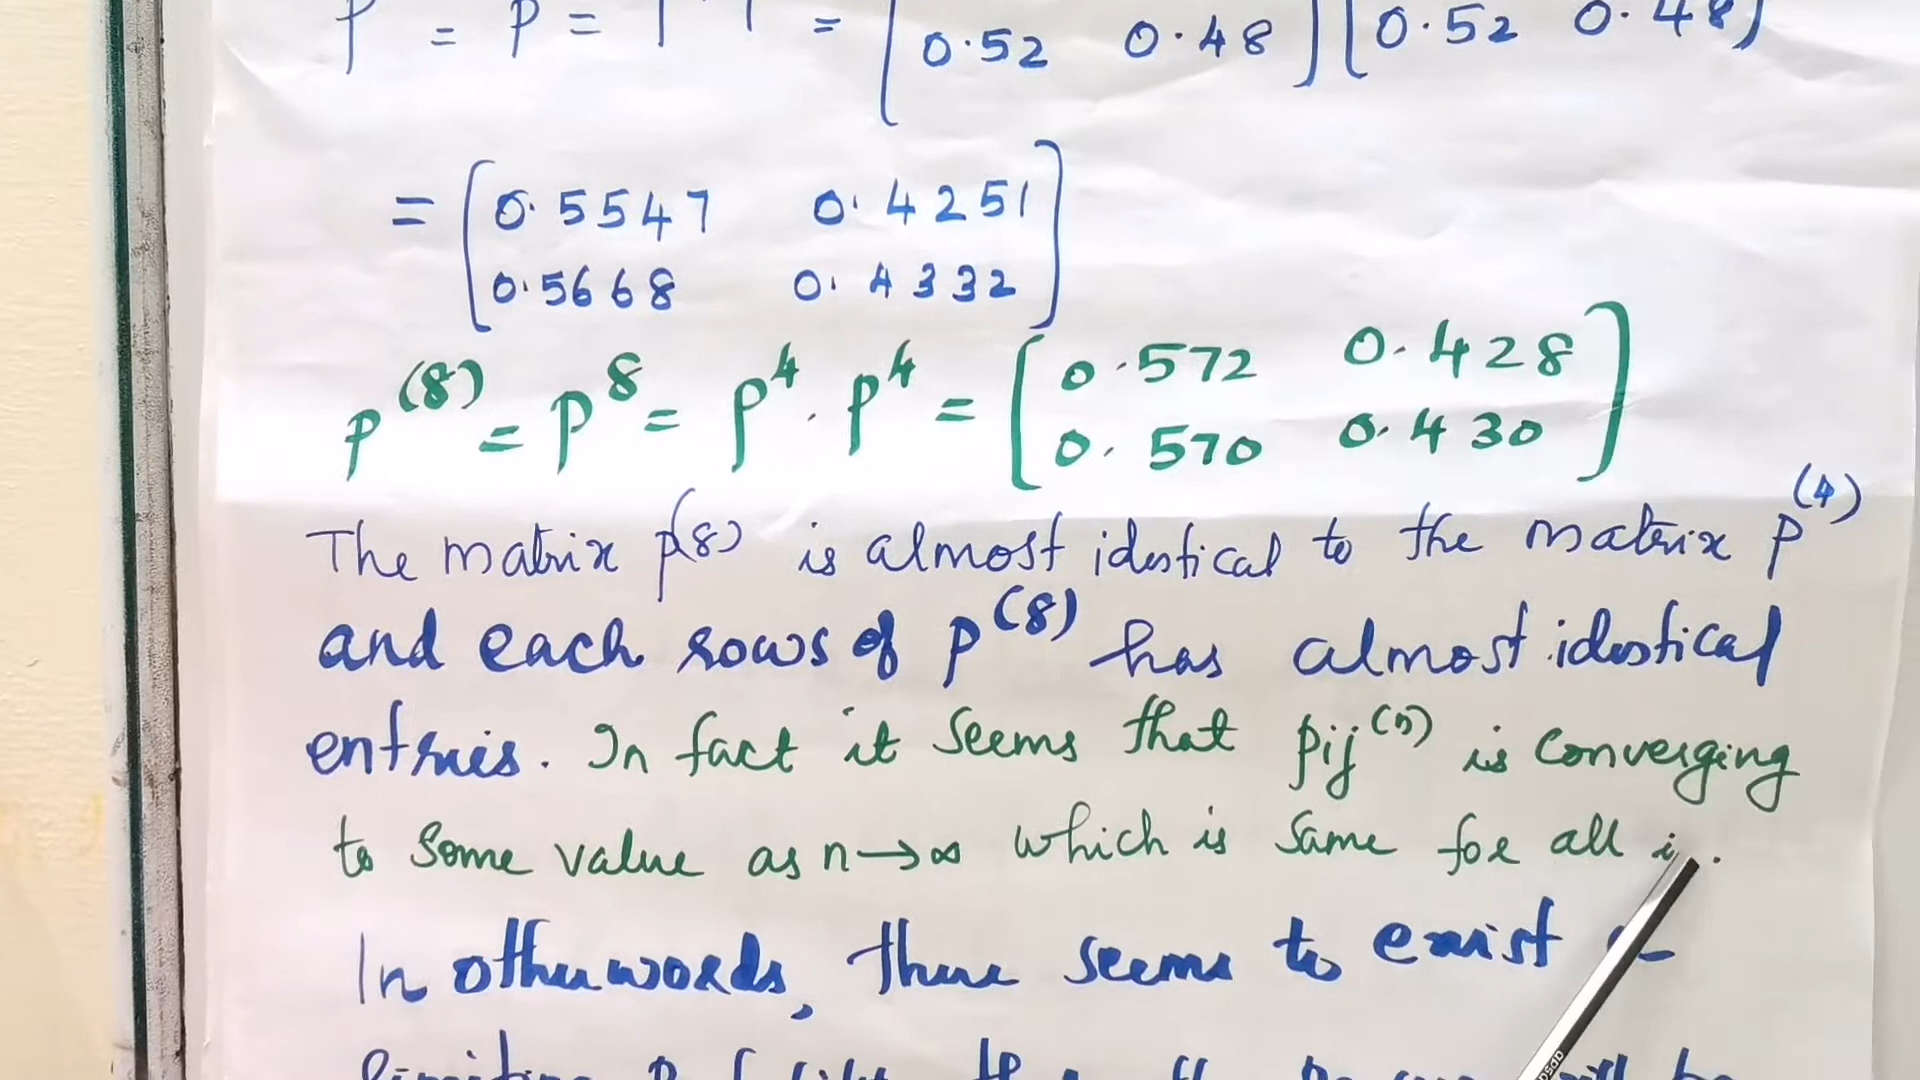 P = P = P P = [0.52 0.48] [0.52 0.48]
= [0.5547 0.4251
0.5668 0.4332]
P^(8) = P^8 = P^4 . P^4 = [0.572 0.428
0.570 0.430]
The matrix P(8) is almost identical to the matrix P^(4)
and each rows of P^(8) has almost identical
entries. In fact it seems that Pij^(n) is converging
to some value as n→∞ which is same for all i.
In otherwords, there seems to exist a